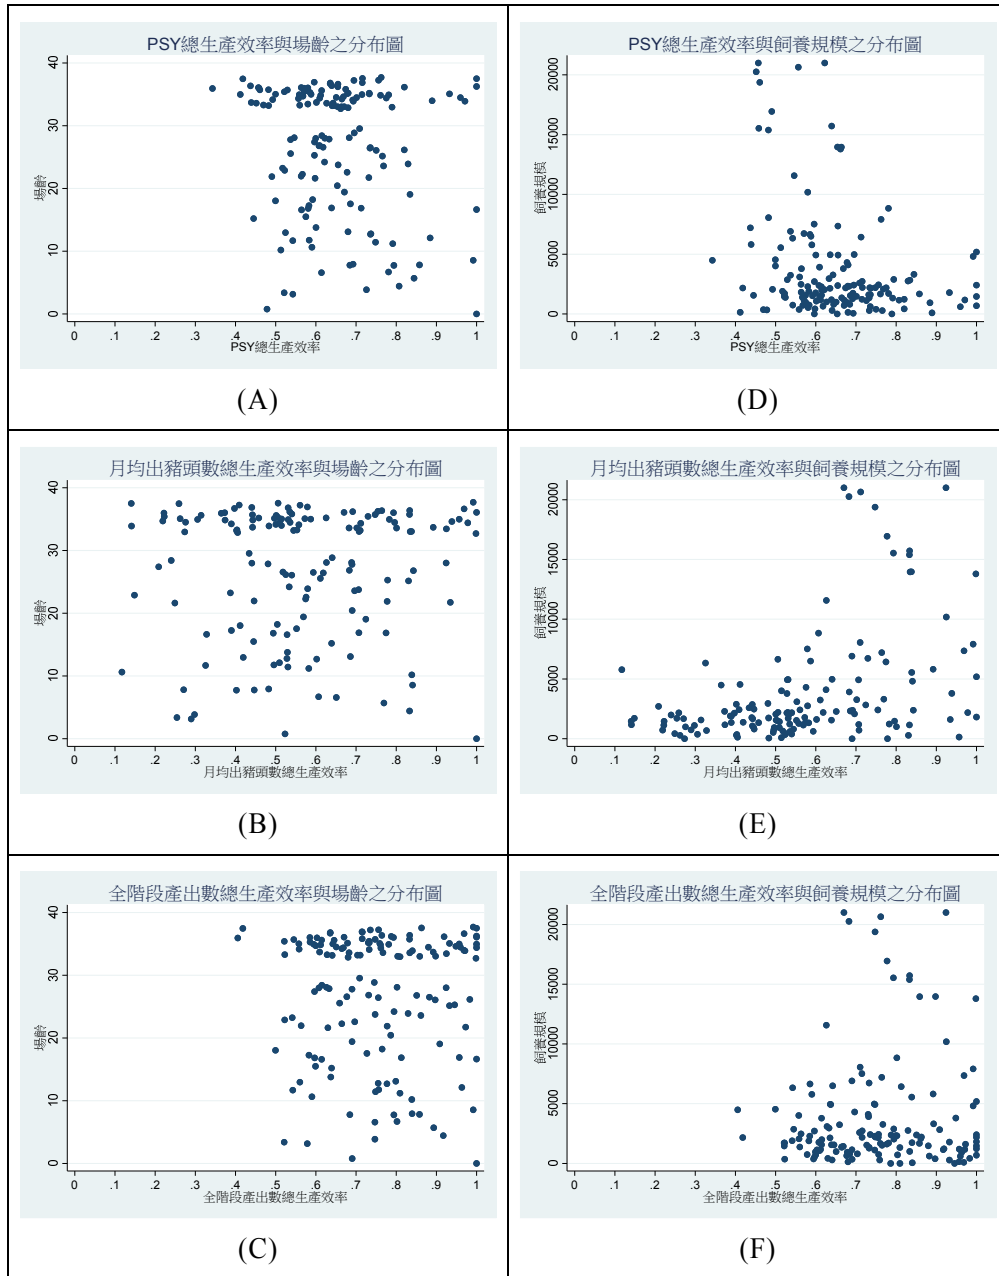 PSY總生產效率與場齡之分布圖
40
30
20
10
0
場齡
0 .1 .2 .3 .4 .5 .6 .7 .8 .9 1
PSY總生產效率
(A)
PSY總生產效率與飼養規模之分布圖
20000
15000
10000
5000
0
飼養規模
0 .1 .2 .3 .4 .5 .6 .7 .8 .9 1
PSY總生產效率
(D)
月均出豬頭數總生產效率與場齡之分布圖
40
30
20
10
0
場齡
0 .1 .2 .3 .4 .5 .6 .7 .8 .9 1
月均出豬頭數總生產效率
(B)
月均出豬頭數總生產效率與飼養規模之分布圖
20000
15000
10000
5000
0
飼養規模
0 .1 .2 .3 .4 .5 .6 .7 .8 .9 1
月均出豬頭數總生產效率
(E)
全階段產出數總生產效率與場齡之分布圖
40
30
20
10
0
場齡
0 .1 .2 .3 .4 .5 .6 .7 .8 .9 1
全階段產出數總生產效率
(C)
全階段產出數總生產效率與飼養規模之分布圖
20000
15000
10000
5000
0
飼養規模
0 .1 .2 .3 .4 .5 .6 .7 .8 .9 1
全階段產出數總生產效率
(F)